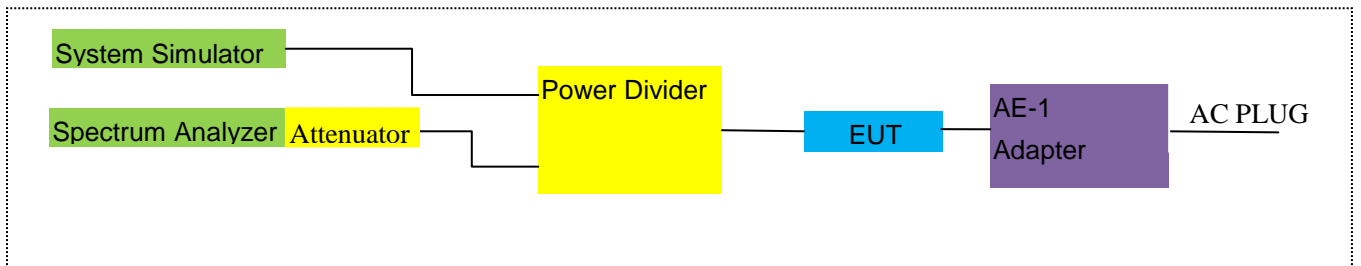 System Simulator
Spectrum Analyzer Attenuator
Power Divider
EUT
AE-1
Adapter
AC PLUG